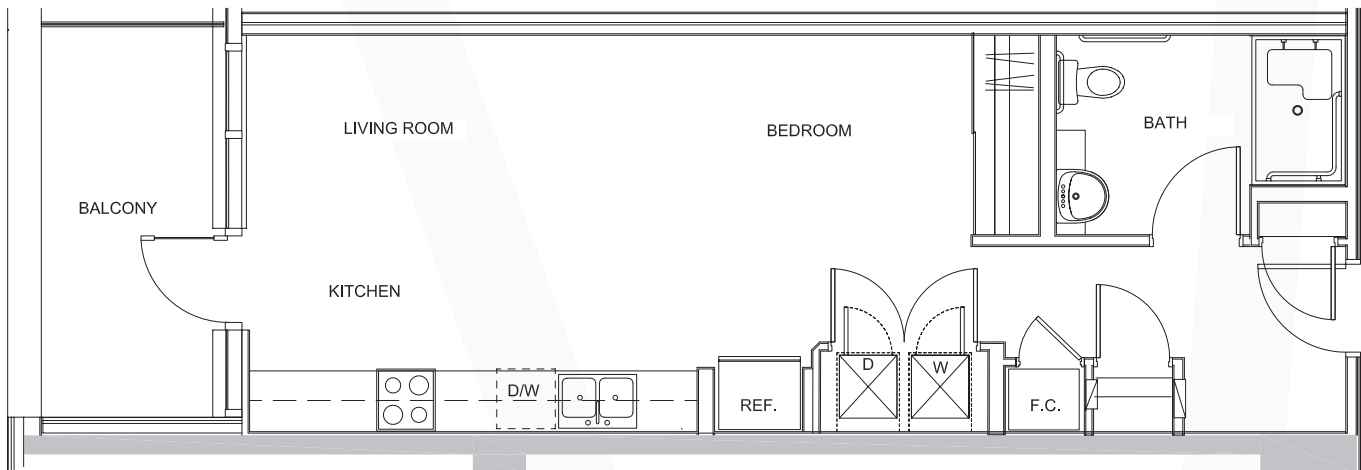 LIVING ROOM
BEDROOM
BATH
BALCONY
KITCHEN
D/W
REF.
D
W
F.C.